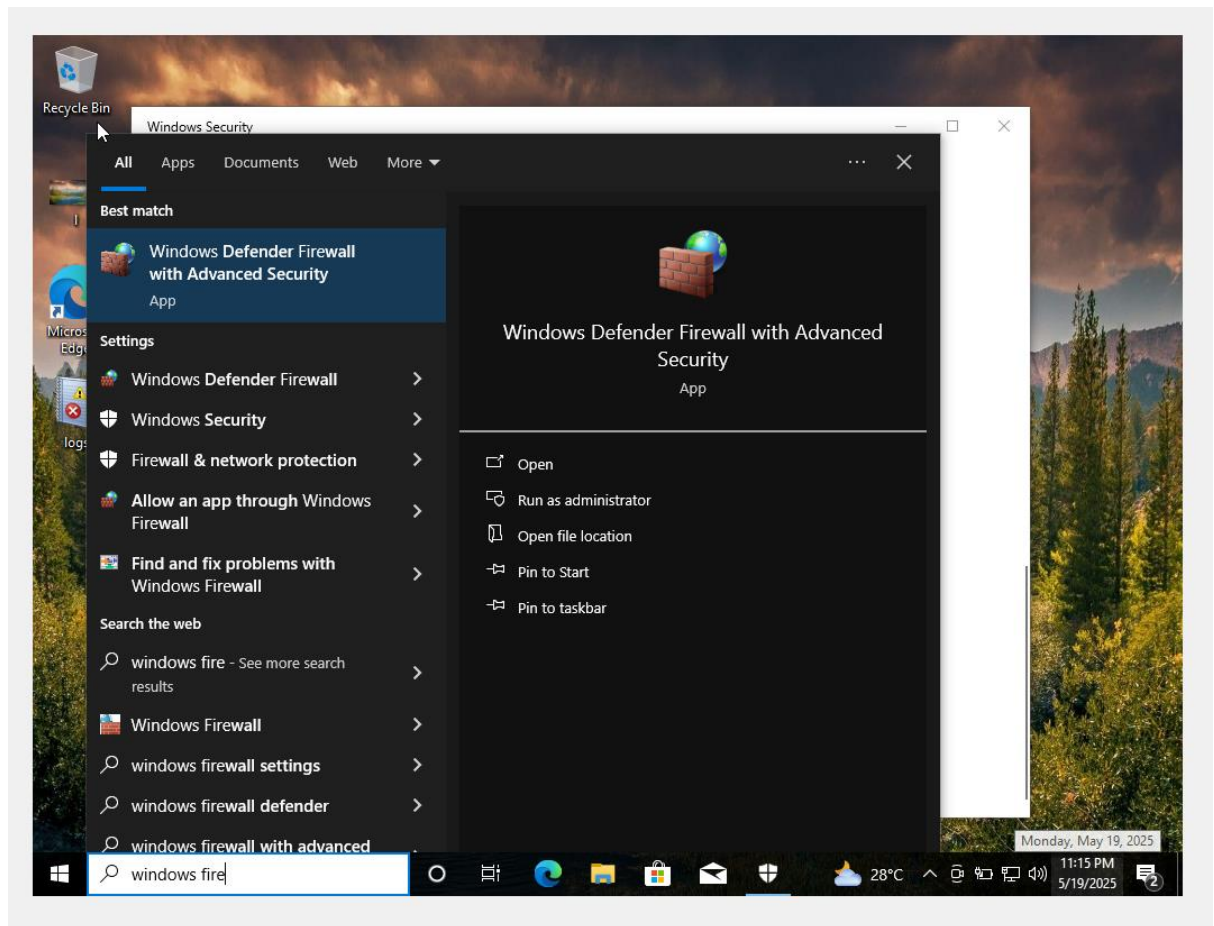 Recycle Bin
Windows Security
All Apps Documents Web More
Best match
Windows Defender Firewall
with Advanced Security
App
Settings
Windows Defender Firewall
Windows Security
Firewall & network protection
Allow an app through Windows
Firewall
Find and fix problems with
Windows Firewall
Search the web
windows fire - See more search
results
Windows Firewall
windows firewall settings
windows firewall defender
windows firewall with advanced
Windows Defender Firewall with Advanced
Security
App
Open
Run as administrator
Open file location
Pin to Start
Pin to taskbar
Micros
Edge
logs
Monday, May 19, 2025
windows fire
28°C
11:15 PM
5/19/2025
2